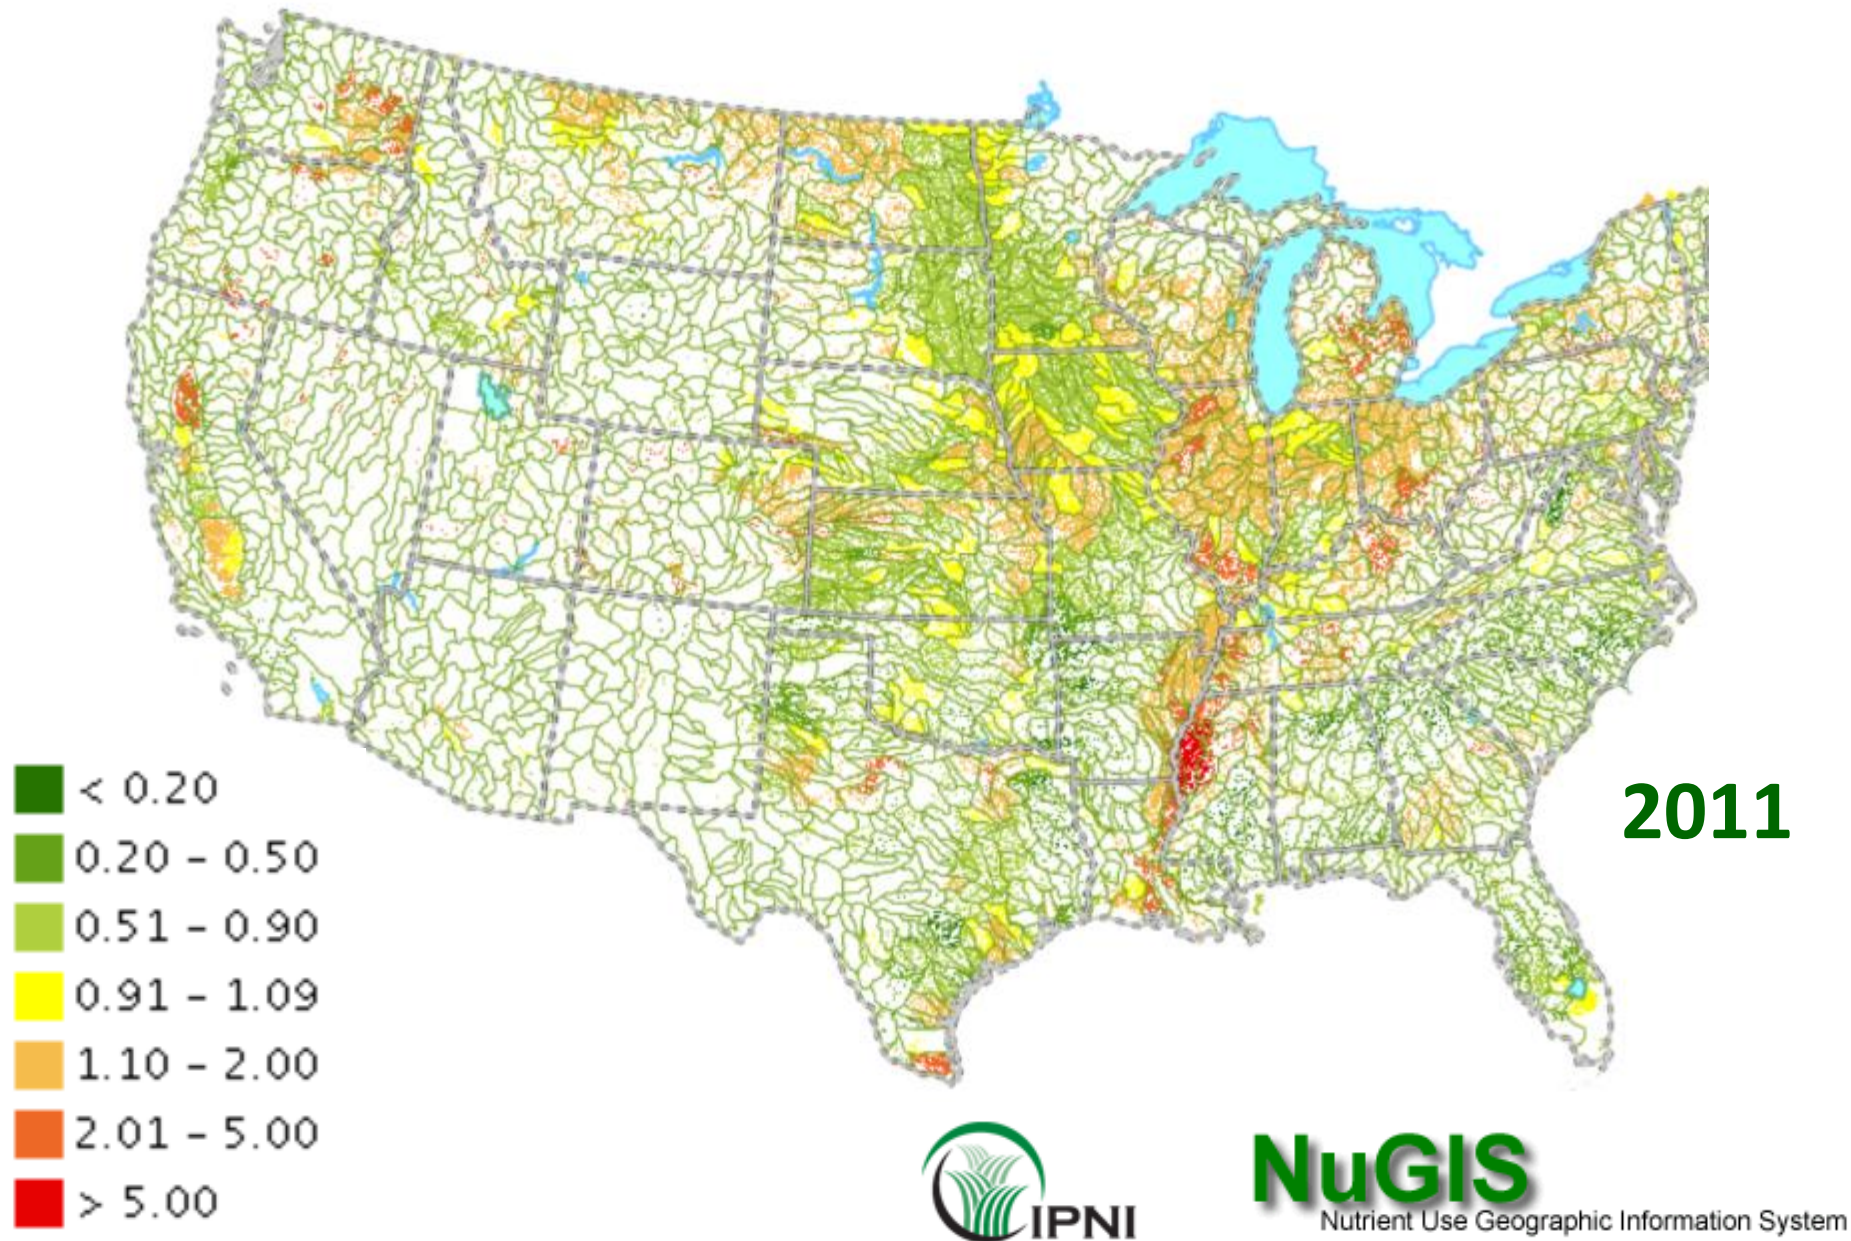 < 0.20
0.20 – 0.50
0.51 – 0.90
0.91 – 1.09
1.10 – 2.00
2.01 – 5.00
> 5.00
2011
IPNI
NuGIS
Nutrient Use Geographic Information System